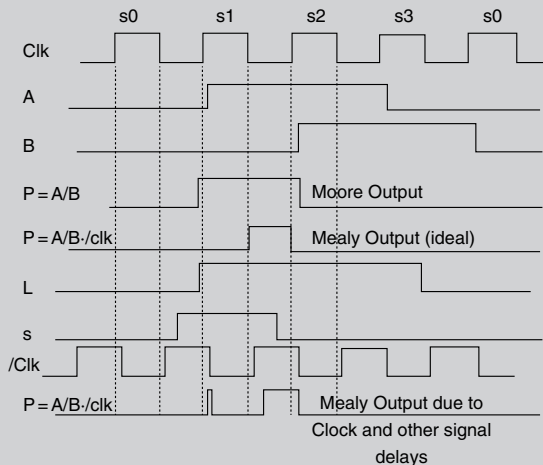 s0 s1 s2 s3 s0
Clk
A
B
P = A/B Moore Output
P = A/B·/clk Mealy Output (ideal)
L
s
/Clk
P = A/B·/clk Mealy Output due to
Clock and other signal
delays